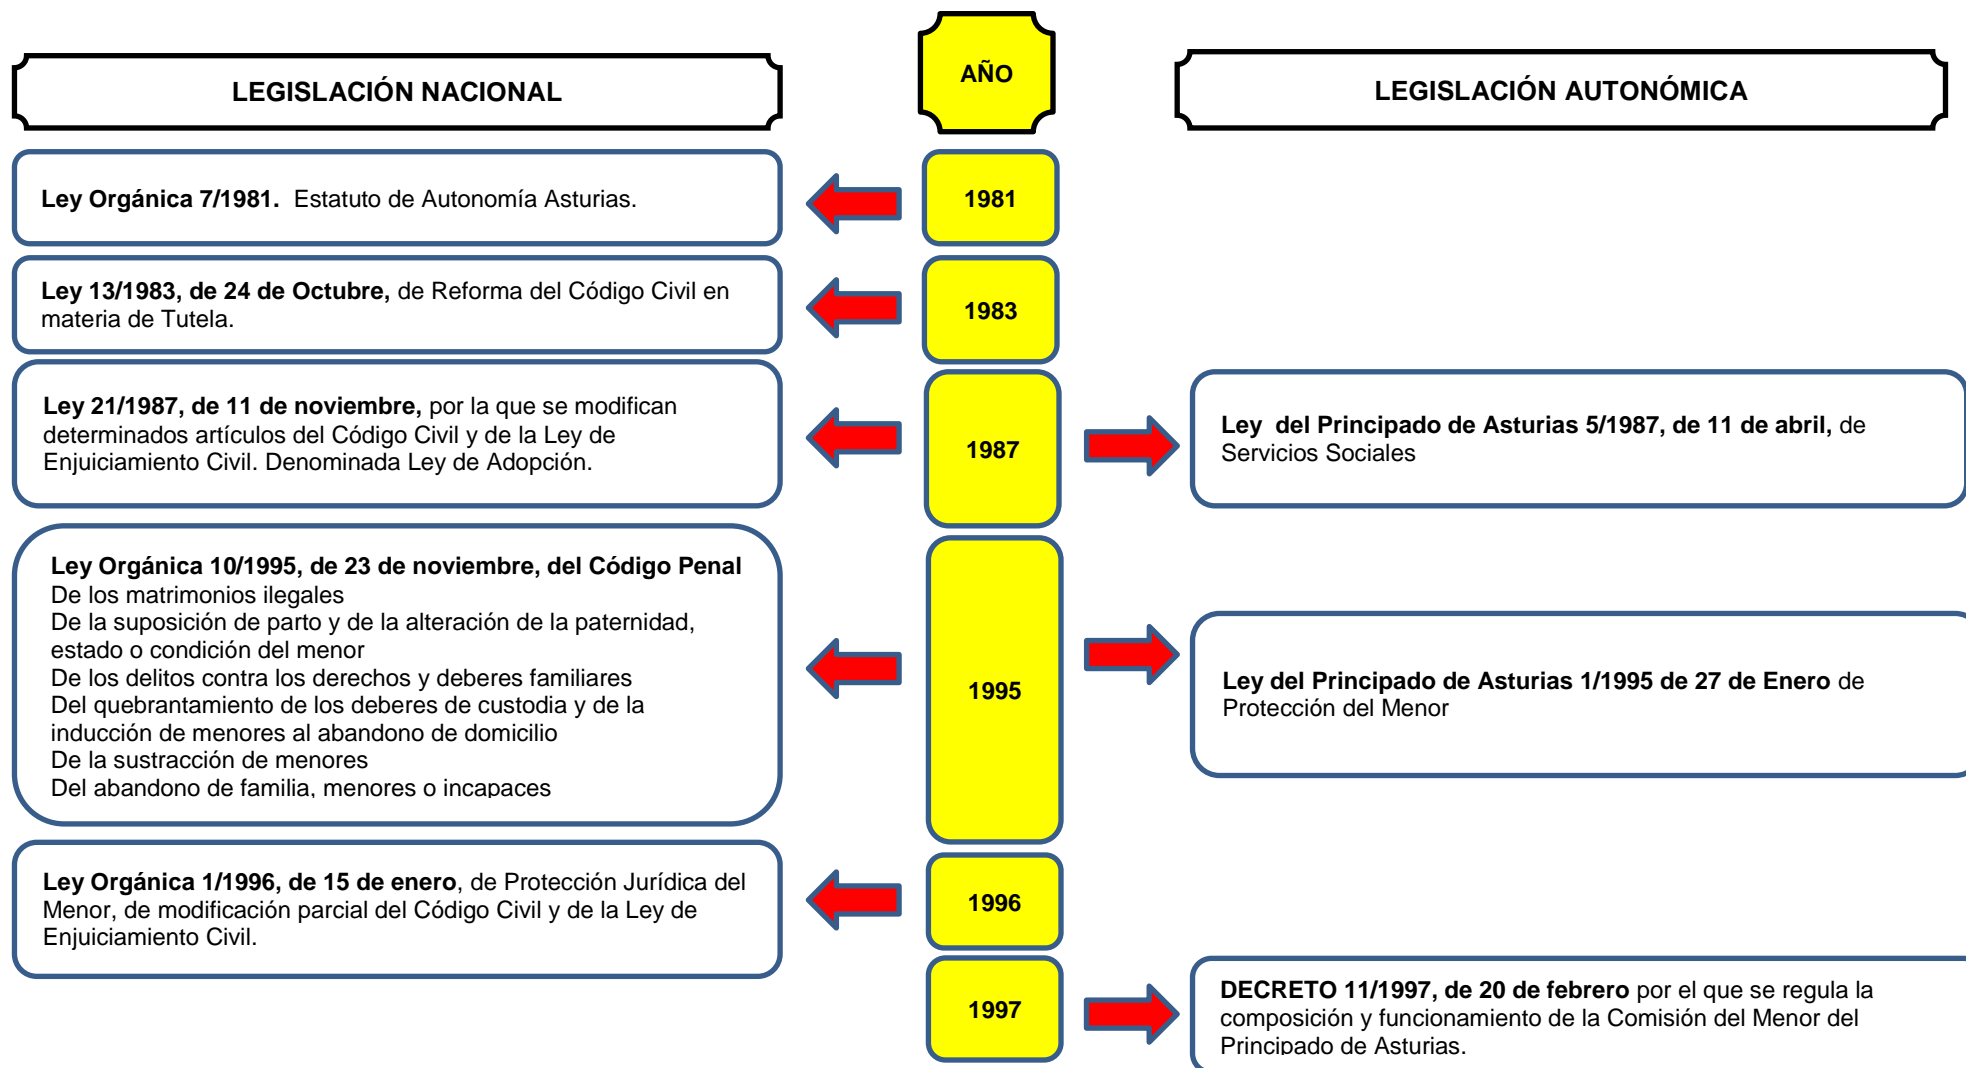 LEGISLACIÓN NACIONAL
AÑO
LEGISLACIÓN AUTONÓMICA
Ley Orgánica 7/1981.  Estatuto de Autonomía Asturias.
1981
Ley 13/1983, de 24 de Octubre, de Reforma del Código Civil en
materia de Tutela.
1983
Ley 21/1987, de 11 de noviembre, por la que se modifican
determinados artículos del Código Civil y de la Ley de
Enjuiciamiento Civil. Denominada Ley de Adopción.
1987
Ley  del Principado de Asturias 5/1987, de 11 de abril, de
Servicios Sociales
Ley Orgánica 10/1995, de 23 de noviembre, del Código Penal
De los matrimonios ilegales
De la suposición de parto y de la alteración de la paternidad,
estado o condición del menor
De los delitos contra los derechos y deberes familiares
Del quebrantamiento de los deberes de custodia y de la
inducción de menores al abandono de domicilio
De la sustracción de menores
Del abandono de familia, menores o incapaces
1995
Ley del Principado de Asturias 1/1995 de 27 de Enero de
Protección del Menor
Ley Orgánica 1/1996, de 15 de enero, de Protección Jurídica del
Menor, de modificación parcial del Código Civil y de la Ley de
Enjuiciamiento Civil.
1996
1997
DECRETO 11/1997, de 20 de febrero por el que se regula la
composición y funcionamiento de la Comisión del Menor del
Principado de Asturias.